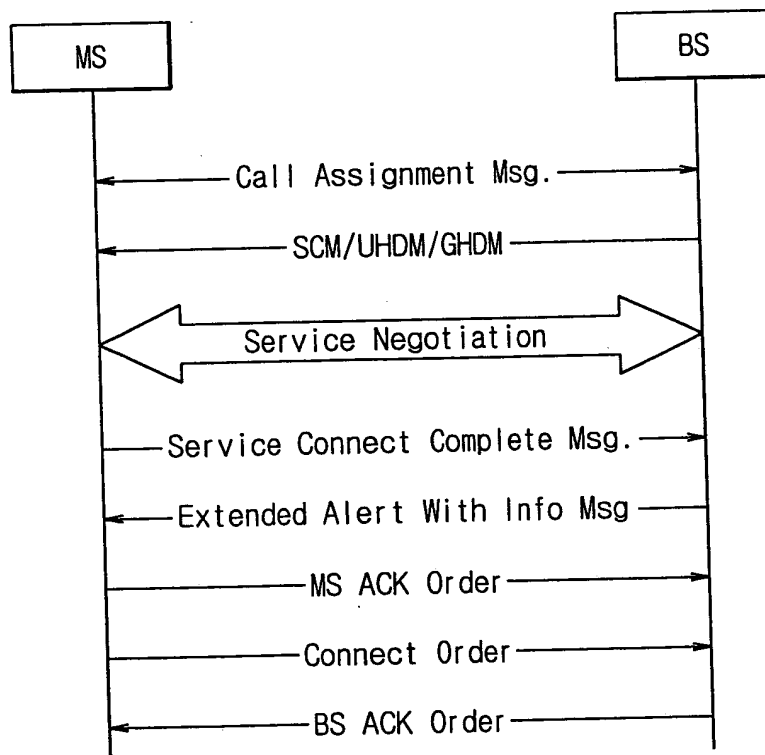 MS
BS
Call Assignment Msg.
SCM/UHDM/GHDM
Service Negotiation
Service Connect Complete Msg.
Extended Alert With Info Msg
MS ACK Order
Connect Order
BS ACK Order